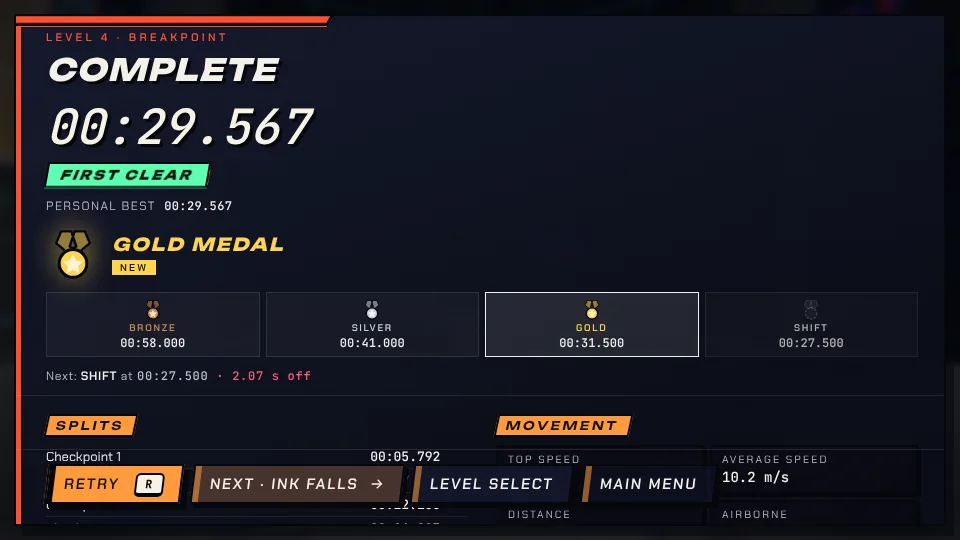 LEVEL 4 · BREAKPOINT
COMPLETE
00:29.567
FIRST CLEAR
PERSONAL BEST 00:29.567
GOLD MEDAL
NEW
BRONZE
00:58.000
SILVER
00:41.000
GOLD
00:31.500
SHIFT
00:27.500
Next: SHIFT at 00:27.500 · 2.07 s off
SPLITS
Checkpoint 1 00:05.792
MOVEMENT
TOP SPEED
AVERAGE SPEED
10.2 m/s
RETRY R
NEXT · INK FALLS →
LEVEL SELECT
MAIN MENU
DISTANCE
AIRBORNE